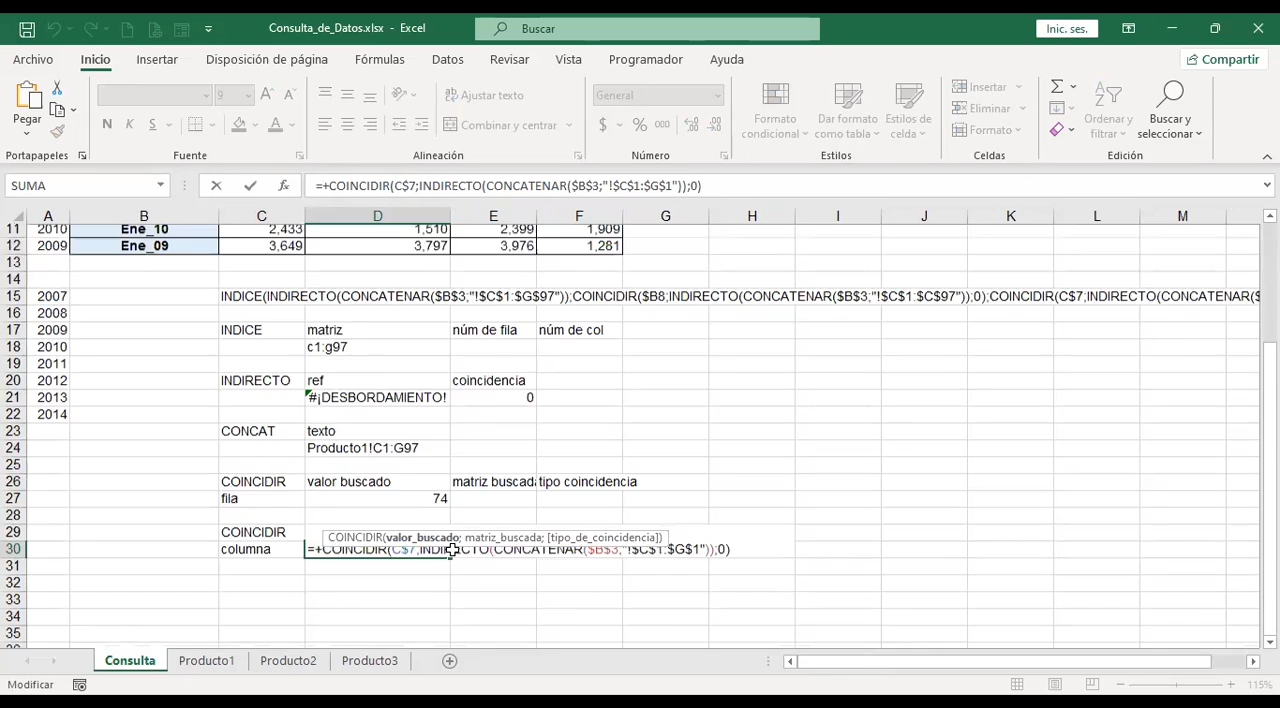 Consulta_de_Datos.xlsx - Excel
Buscar
Inic. ses.
Archivo Inicio Insertar Disposición de página Fórmulas Datos Revisar Vista Programador Ayuda
Compartir
Pegar
9 A A
Ajustar texto
General
Insertar
N K S
Combinar y centrar
$ % 000
Formato condicional
Dar formato como tabla
Estilos de celda
Eliminar
Formato
Ordenar y filtrar
Buscar y seleccionar
Portapapeles Fuente Alineación Número Estilos Celdas Edición
SUMA
=+COINCIDIR(C$7;INDIRECTO(CONCATENAR($B$3;"!$C$1:$G$1"));0)
A B C D E F G H I J K L M
11 2010 Ene_10 2,433 1,510 2,399 1,909
12 2009 Ene_09 3,649 3,797 3,976 1,281
13
14
15 2007 INDICE(INDIRECTO(CONCATENAR($B$3;"!$C$1:$G$97"));COINCIDIR($B8;INDIRECTO(CONCATENAR($B$3;"!$C$1:$C$97"));0);COINCIDIR(C$7;INDIRECTO(CONCATENAR($B$3;"!$C$1:$G$
16 2008
17 2009 INDICE matriz núm de fila núm de col
18 2010 c1:g97
19 2011
20 2012 INDIRECTO ref coincidencia
21 2013 #¡DESBORDAMIENTO! 0
22 2014
23 CONCAT texto
24 Producto1!C1:G97
25
26 COINCIDIR valor buscado matriz buscada tipo coincidencia
27 fila 74
28
29 COINCIDIR
COINCIDIR(valor_buscado; matriz_buscada; [tipo_de_coincidencia])
30 columna =+COINCIDIR(C$7;INDIRECTO(CONCATENAR($B$3;"!$C$1:$G$1"));0)
31
32
33
34
35
Consulta Producto1 Producto2 Producto3
Modificar
115%